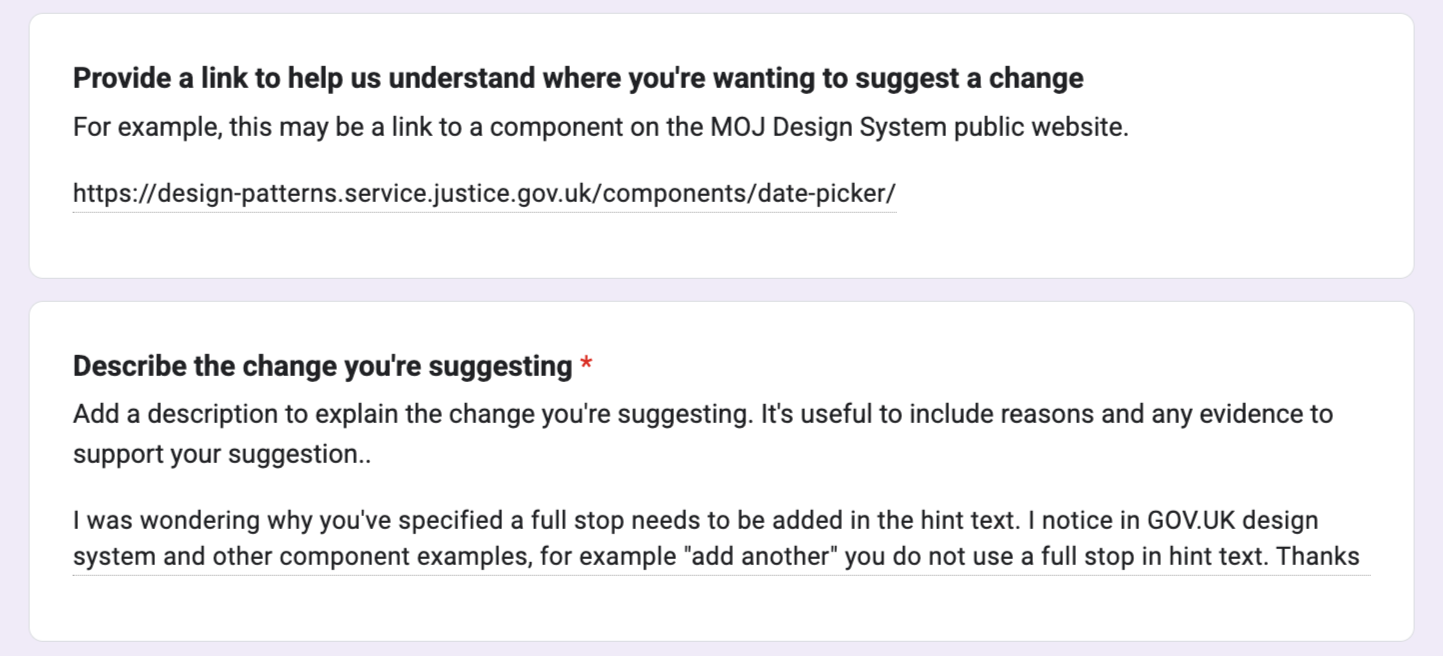 Provide a link to help us understand where you're wanting to suggest a change
For example, this may be a link to a component on the MOJ Design System public website.
https://design-patterns.service.justice.gov.uk/components/date-picker/
Describe the change you're suggesting *
Add a description to explain the change you're suggesting. It's useful to include reasons and any evidence to
support your suggestion..
I was wondering why you've specified a full stop needs to be added in the hint text. I notice in GOV.UK design
system and other component examples, for example "add another" you do not use a full stop in hint text. Thanks